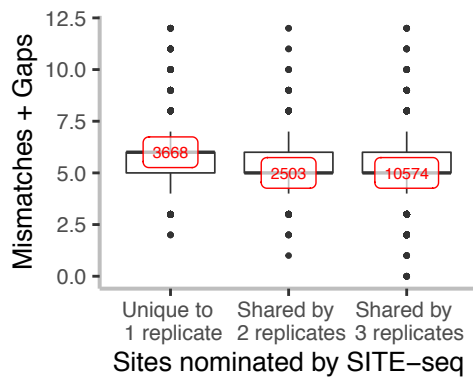 12.5
10.0
7.5
5.0
2.5
0.0
Mismatches + Gaps
3668
2503
10574
Unique to
1 replicate
Shared by
2 replicates
Shared by
3 replicates
Sites nominated by SITE−seq